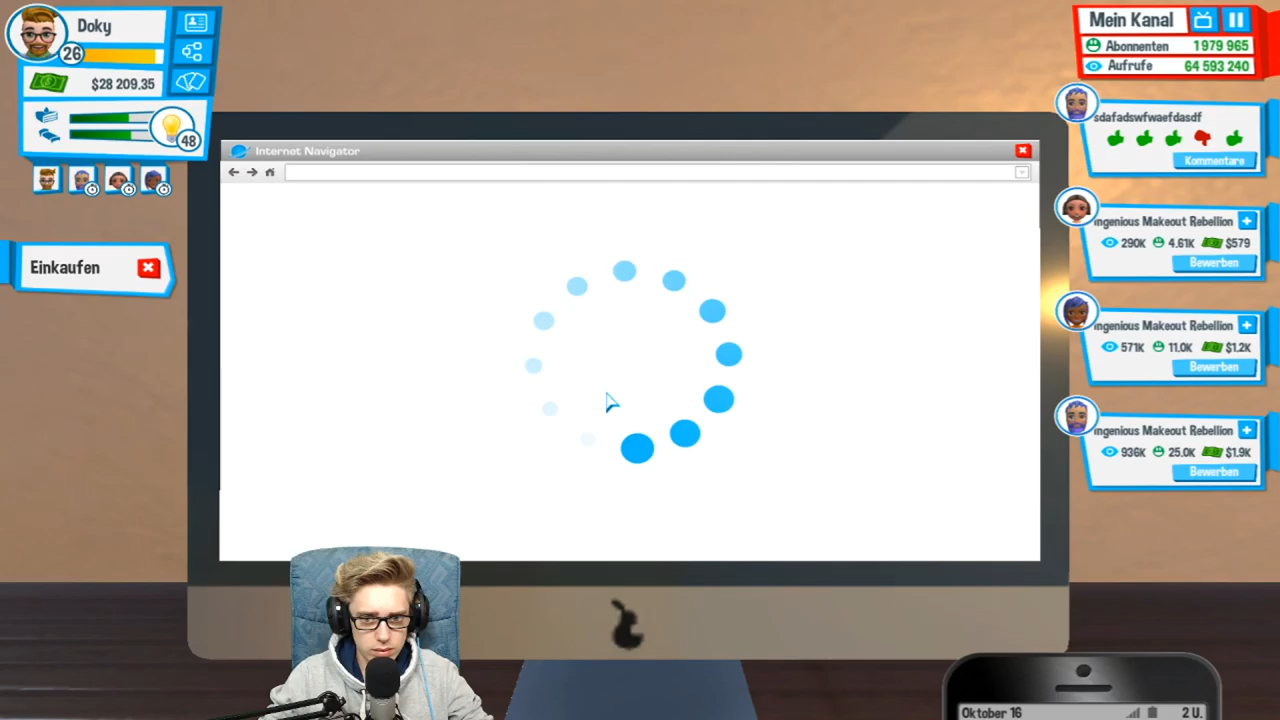 Doky
26
$28 209.35
48
Einkaufen
Internet Navigator
Mein Kanal
Abonnenten 1 979 965
Aufrufe 64 593 240
sdafadswfwaefdasdf
Kommentare
ngenious Makeout Rebellion
290K 4.61K $579
Bewerben
ngenious Makeout Rebellion
571K 11.0K $1.2K
Bewerben
ngenious Makeout Rebellion
936K 25.0K $1.9K
Bewerben
Oktober 16 2 U.